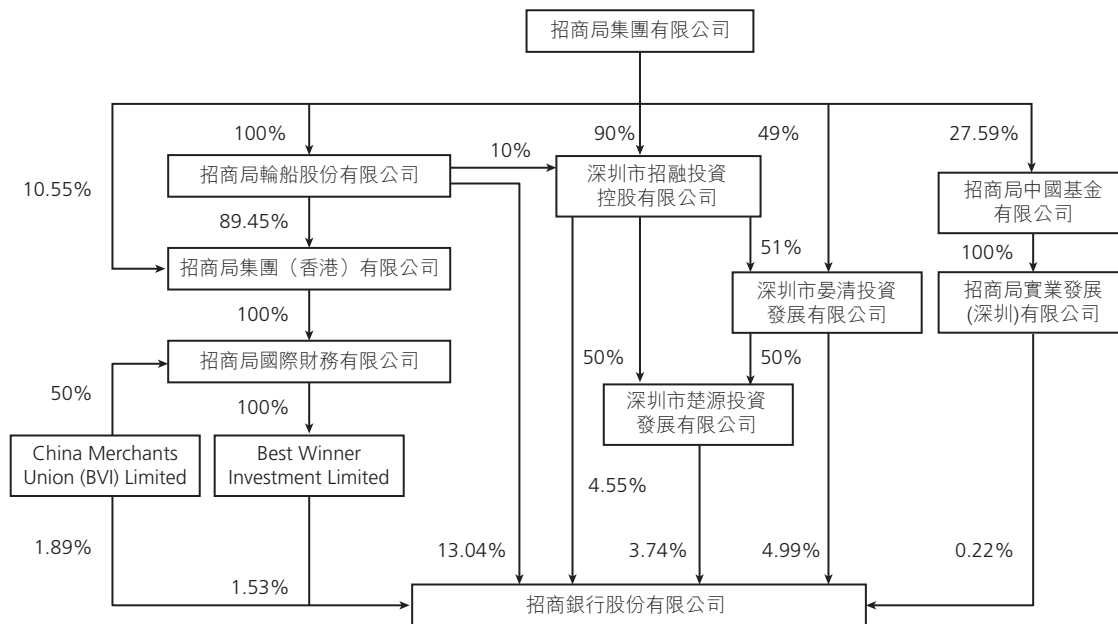 招商局集團有限公司
100%
10%
90%
49%
27.59%
招商局輪船股份有限公司
深圳市招融投資
控股有限公司
招商局中國基金
有限公司
10.55%
89.45%
51%
100%
招商局集團（香港）有限公司
深圳市晏清投資
發展有限公司
招商局實業發展
(深圳)有限公司
100%
招商局國際財務有限公司
50%
50%
50%
100%
深圳市楚源投資
發展有限公司
China Merchants
Union (BVI) Limited
Best Winner
Investment Limited
4.55%
1.89%
1.53%
13.04%
3.74%
4.99%
0.22%
招商銀行股份有限公司